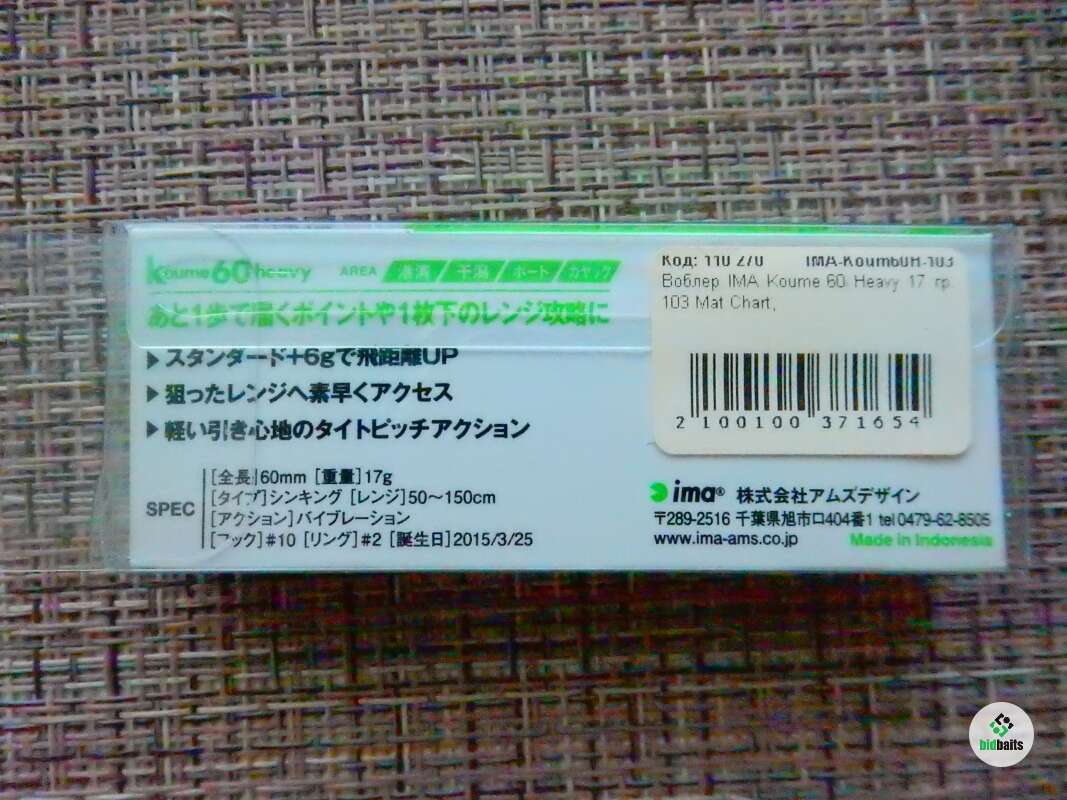 koume60heavy AREA 港湾 干潟 ボート カヤック
あと1歩で届くポイントや1枚下のレンジ攻略に
▶スタンダード+6gで飛距離UP
▶狙ったレンジへ素早くアクセス
▶軽い引き心地のタイトピッチアクション
SPEC
[全長]60mm [重量]17g
[タイプ]シンキング [レンジ]50～150cm
[アクション]バイブレーション
[フック]#10 [リング]#2 [誕生日]2015/3/25
Код: 110 270 IMA-Koum60H-103
Воблер IMA Koume 60 Heavy 17 гр.
103 Mat Chart,
2 100100 371654
ima® 株式会社アムズデザイン
〒289-2516 千葉県旭市ロ404番1 tel0479-62-8505
www.ima-ams.co.jp Made in Indonesia
bidbaits